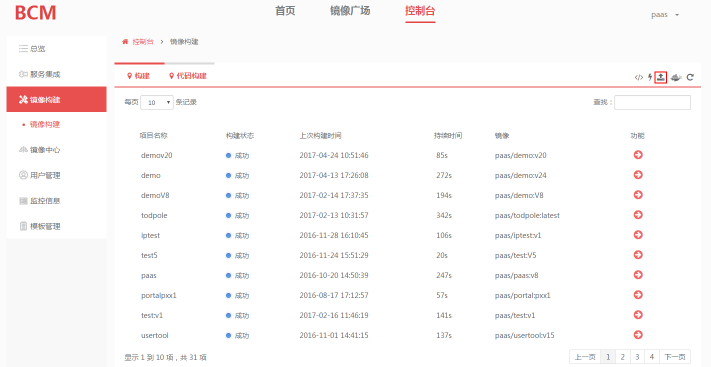 BCM 首页 镜像广场 控制台 paas
控制台 > 镜像构建
总览
服务集成
镜像构建
镜像构建
镜像中心
用户管理
监控信息
模板管理
构建 代码构建
每页 10 条记录 查找：
项目名称 构建状态 上次构建时间 持续时间 镜像 功能
demov20 成功 2017-04-24 10:51:46 85s paas/demo:v20
demo 成功 2017-04-13 17:26:08 272s paas/demo:v24
demoV8 成功 2017-02-14 17:37:35 194s paas/demo:V8
todpole 成功 2017-02-13 10:31:57 342s paas/todpole:latest
iptest 成功 2016-11-28 16:10:45 106s paas/iptest:v1
test5 成功 2016-11-24 15:51:29 20s paas/test:V5
paas 成功 2016-10-20 14:50:39 247s paas/paas:v8
portalpxx1 成功 2016-08-17 17:12:57 57s paas/portal:pxx1
test:v1 成功 2017-02-16 11:46:19 141s paas/test:v1
usertool 成功 2016-11-01 14:41:15 137s paas/usertool:v15
显示 1 到 10 项，共 31 项 上一页 1 2 3 4 下一页